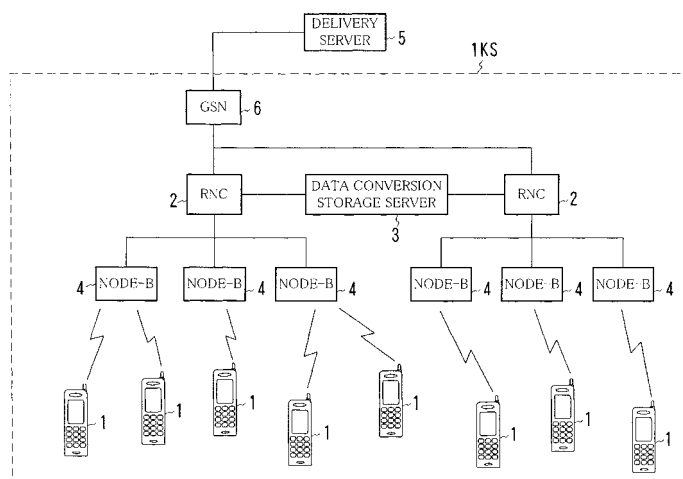 DELIVERY
SERVER
5
1KS
GSN
6
2
RNC
DATA CONVERSION
STORAGE SERVER
3
RNC
2
4
NODE-B
NODE-B
4
NODE-B
4
NODE-B
4
NODE-B
4
NODE-B
4
1
1
1
1
1
1
1
1